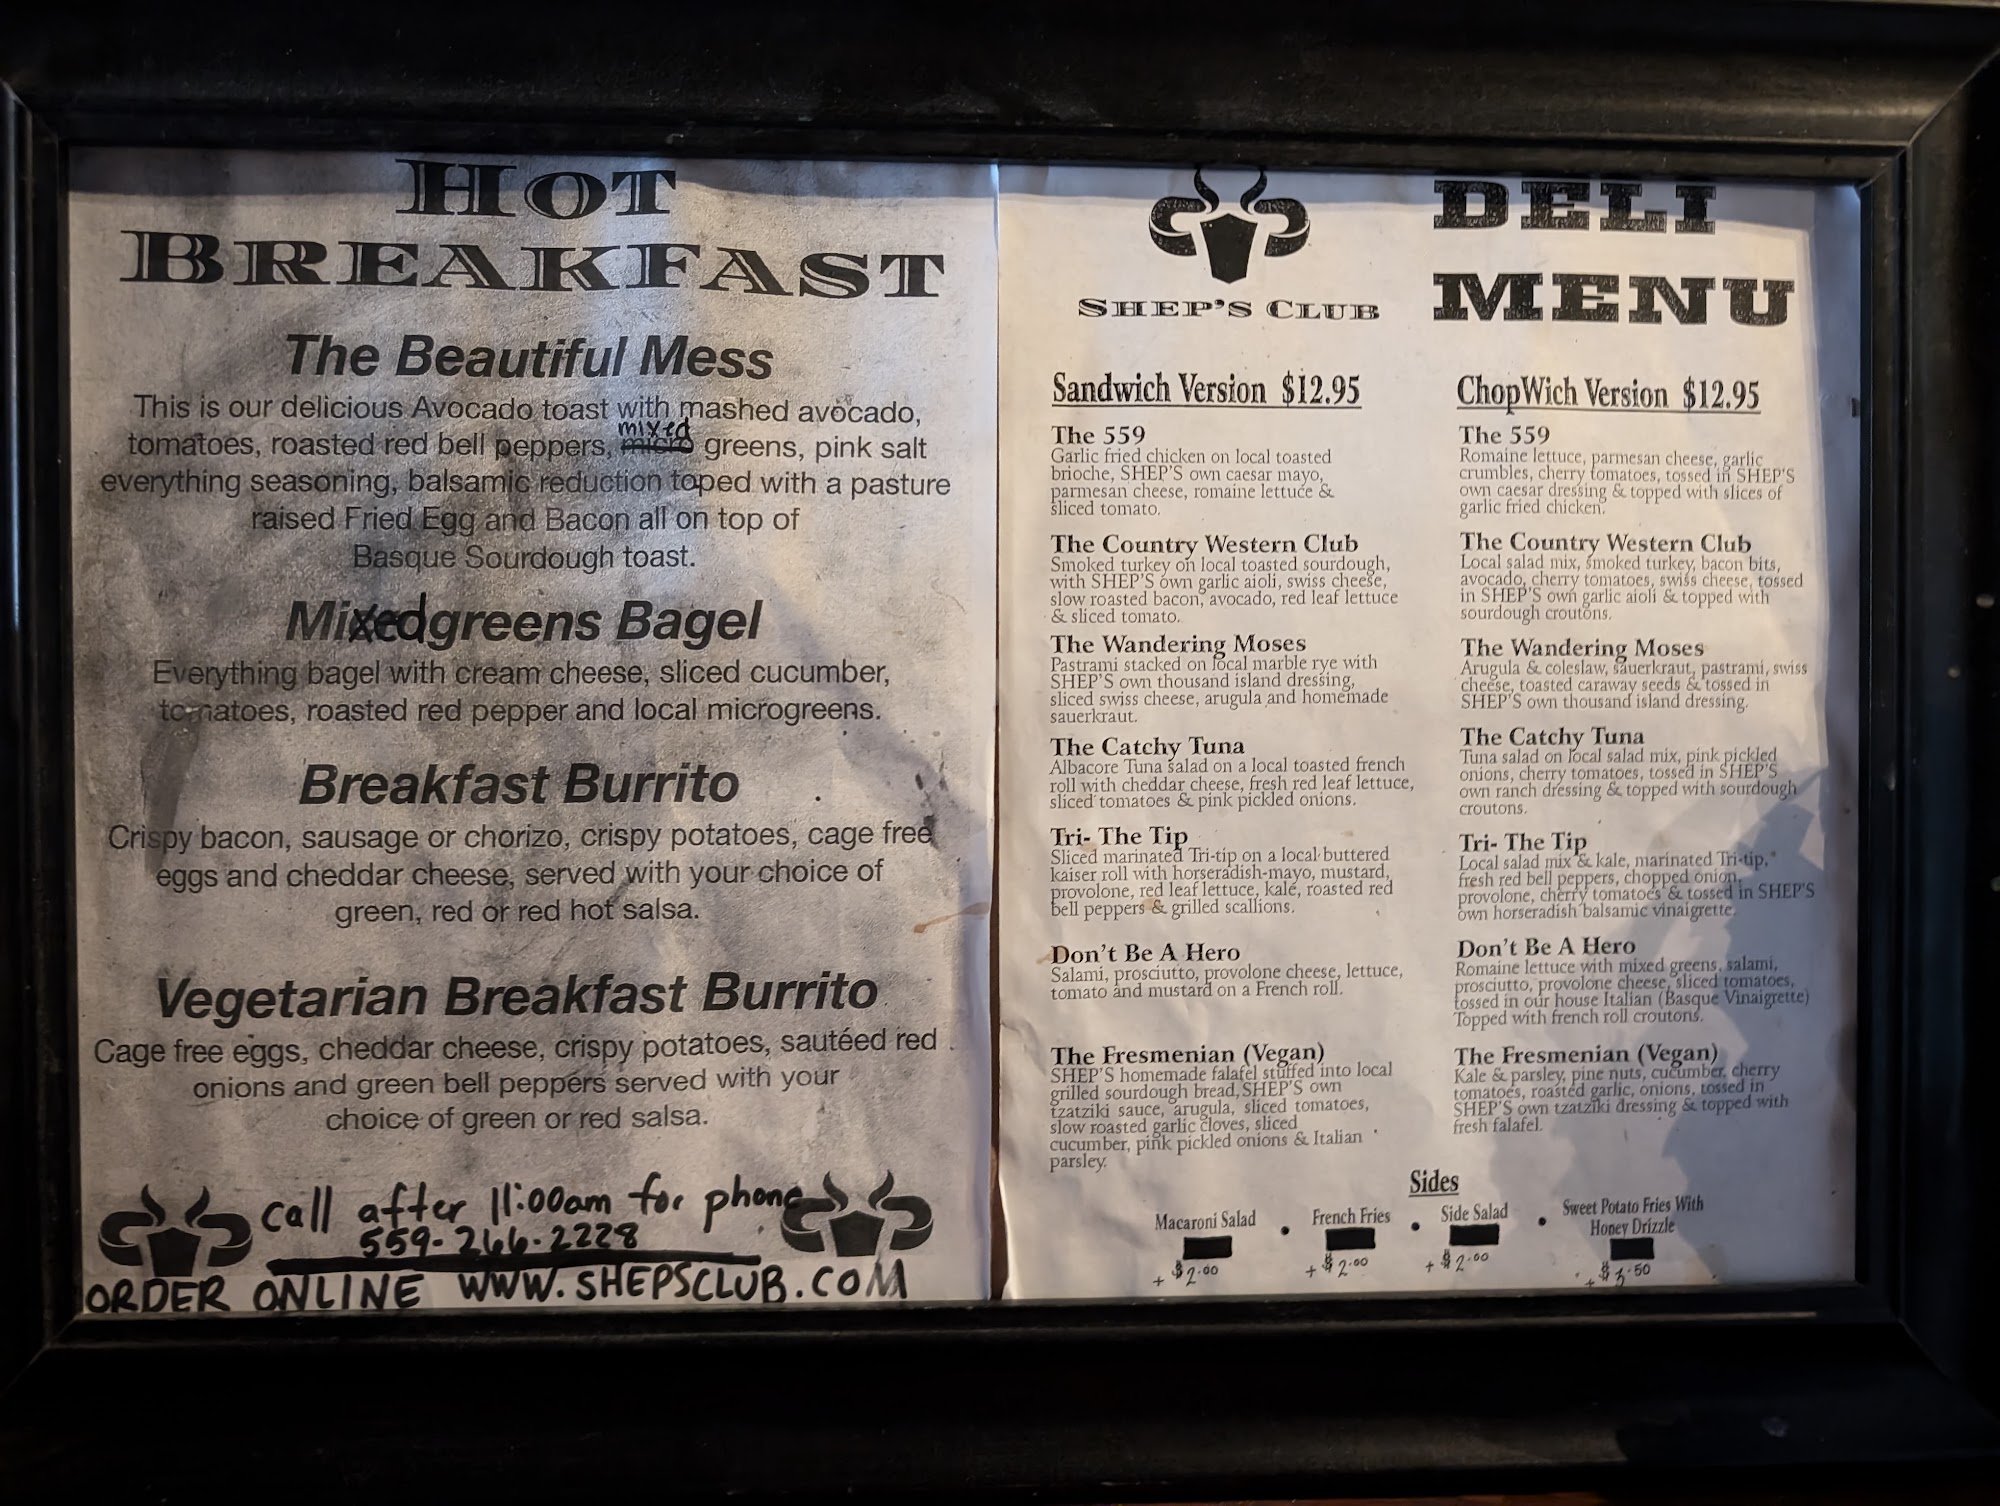 HOT
BREAKFAST
The Beautiful Mess
This is our delicious Avocado toast with mashed avocado,
mixed
tomatoes, roasted red bell peppers, micro greens, pink salt
everything seasoning, balsamic reduction toped with a pasture
raised Fried Egg and Bacon all on top of
Basque Sourdough toast.
Mixedgreens Bagel
Everything bagel with cream cheese, sliced cucumber,
tomatoes, roasted red pepper and local microgreens.
Breakfast Burrito
Crispy bacon, sausage or chorizo, crispy potatoes, cage free
eggs and cheddar cheese, served with your choice of
green, red or red hot salsa.
Vegetarian Breakfast Burrito
Cage free eggs, cheddar cheese, crispy potatoes, sautéed red
onions and green bell peppers served with your
choice of green or red salsa.
call after 11:00am for phone
559-266-2228
ORDER ONLINE WWW.SHEPSCLUB.COM
SHEP'S CLUB
DELI
MENU
Sandwich Version $12.95
The 559
Garlic fried chicken on local toasted
brioche, SHEP'S own caesar mayo,
parmesan cheese, romaine lettuce &
sliced tomato.
The Country Western Club
Smoked turkey on local toasted sourdough,
with SHEP'S own garlic aioli, swiss cheese,
slow roasted bacon, avocado, red leaf lettuce
& sliced tomato.
The Wandering Moses
Pastrami stacked on local marble rye with
SHEP'S own thousand island dressing,
sliced swiss cheese, arugula and homemade
sauerkraut.
The Catchy Tuna
Albacore Tuna salad on a local toasted french
roll with cheddar cheese, fresh red leaf lettuce,
sliced tomatoes & pink pickled onions.
Tri- The Tip
Sliced marinated Tri-tip on a local buttered
kaiser roll with horseradish-mayo, mustard,
provolone, red leaf lettuce, kale, roasted red
bell peppers & grilled scallions.
Don't Be A Hero
Salami, prosciutto, provolone cheese, lettuce,
tomato and mustard on a French roll.
The Fresmenian (Vegan)
SHEP'S homemade falafel stuffed into local
grilled sourdough bread, SHEP'S own
tzatziki sauce, arugula, sliced tomatoes,
slow roasted garlic cloves, sliced
cucumber, pink pickled onions & Italian
parsley.
ChopWich Version $12.95
The 559
Romaine lettuce, parmesan cheese, garlic
crumbles, cherry tomatoes, tossed in SHEP'S
own caesar dressing & topped with slices of
garlic fried chicken.
The Country Western Club
Local salad mix, smoked turkey, bacon bits,
avocado, cherry tomatoes, swiss cheese, tossed
in SHEP'S own garlic aioli & topped with
sourdough croutons.
The Wandering Moses
Arugula & coleslaw, sauerkraut, pastrami, swiss
cheese, toasted caraway seeds & tossed in
SHEP'S own thousand island dressing.
The Catchy Tuna
Tuna salad on local salad mix, pink pickled
onions, cherry tomatoes, tossed in SHEP'S
own ranch dressing & topped with sourdough
croutons.
Tri- The Tip
Local salad mix & kale, marinated Tri-tip,
fresh red bell peppers, chopped onion,
provolone, cherry tomatoes & tossed in SHEP'S
own horseradish balsamic vinaigrette.
Don't Be A Hero
Romaine lettuce with mixed greens, salami,
prosciutto, provolone cheese, sliced tomatoes,
tossed in our house Italian (Basque Vinaigrette)
Topped with french roll croutons.
The Fresmenian (Vegan)
Kale & parsley, pine nuts, cucumber, cherry
tomatoes, roasted garlic, onions, tossed in
SHEP'S own tzatziki dressing & topped with
fresh falafel.
Sides
Macaroni Salad • French Fries • Side Salad • Sweet Potato Fries With
Honey Drizzle
+ $2.00 + $2.00 + $2.00 + $3.50